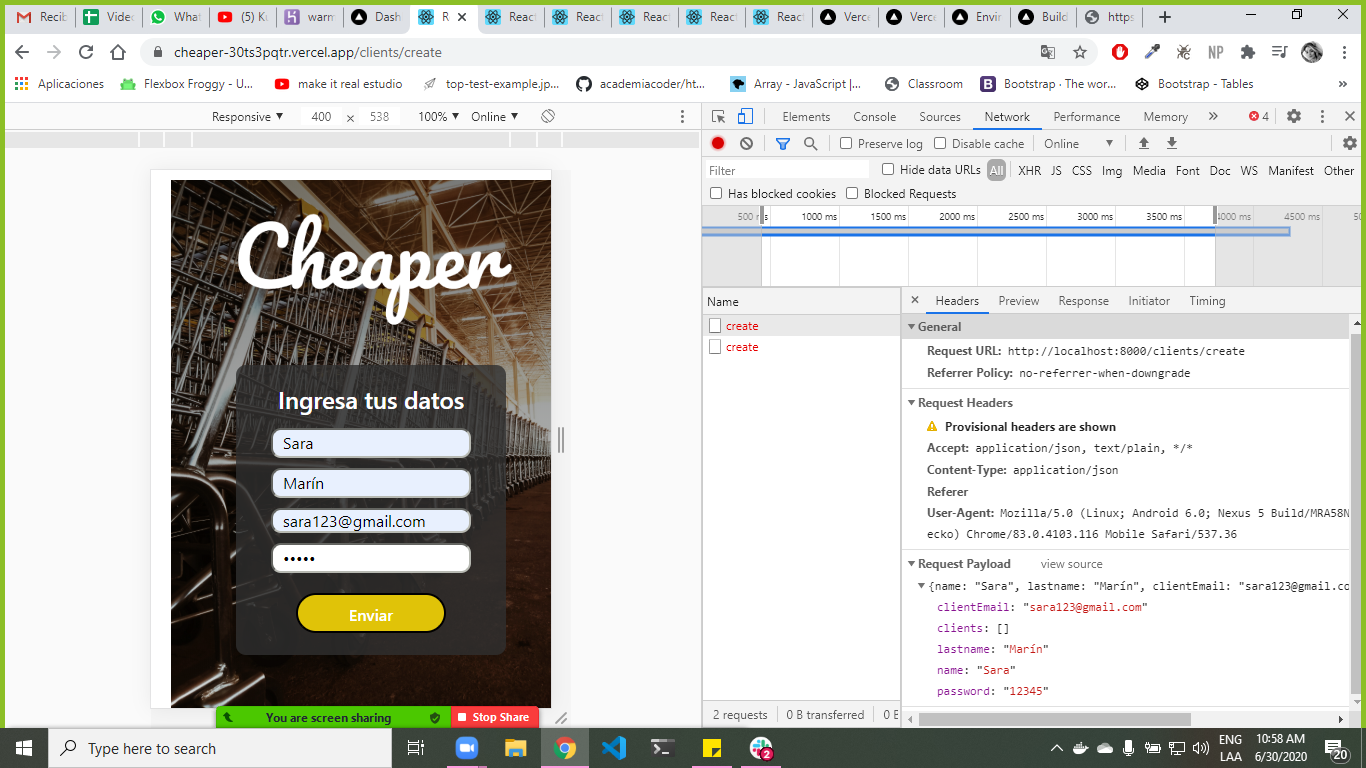 Recib
Video
What
(5) Ku
warm
Dash
R
React
React
React
React
React
Verce
Verce
Envir
Build
https
cheaper-30ts3pqtr.vercel.app/clients/create
NP
Aplicaciones
Flexbox Froggy - U...
make it real estudio
top-test-example.jp...
academiacoder/ht...
Array - JavaScript |...
Classroom
Bootstrap · The wor...
Bootstrap - Tables
»
Responsive ▼ 400 × 538 100% ▼ Online ▼
Elements Console Sources Network Performance Memory » 4
Preserve log Disable cache Online ▼
Filter Hide data URLs All XHR JS CSS Img Media Font Doc WS Manifest Other
Has blocked cookies Blocked Requests
500 ms 1000 ms 1500 ms 2000 ms 2500 ms 3000 ms 3500 ms 4000 ms 4500 ms
Name
create
create
2 requests 0 B transferred 0 B
× Headers Preview Response Initiator Timing
General
Request URL: http://localhost:8000/clients/create
Referrer Policy: no-referrer-when-downgrade
Request Headers
Provisional headers are shown
Accept: application/json, text/plain, */*
Content-Type: application/json
Referer
User-Agent: Mozilla/5.0 (Linux; Android 6.0; Nexus 5 Build/MRA58N
ecko) Chrome/83.0.4103.116 Mobile Safari/537.36
Request Payload view source
{name: "Sara", lastname: "Marín", clientEmail: "sara123@gmail.co
clientEmail: "sara123@gmail.com"
clients: []
lastname: "Marín"
name: "Sara"
password: "12345"
Cheaper
Ingresa tus datos
Sara
Marín
sara123@gmail.com
•••••
Enviar
You are screen sharing
Stop Share
Type here to search
2
ENG
LAA
10:58 AM
6/30/2020
20